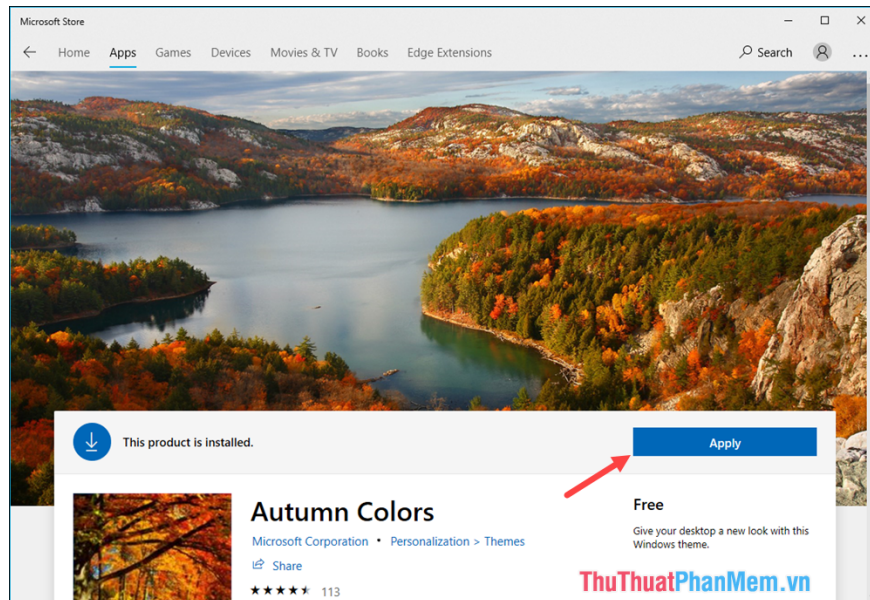 Microsoft Store
Home Apps Games Devices Movies & TV Books Edge Extensions Search
This product is installed.
Apply
Autumn Colors
Free
Microsoft Corporation • Personalization > Themes
Give your desktop a new look with this
Windows theme.
Share
113
ThuThuatPhanMem.vn